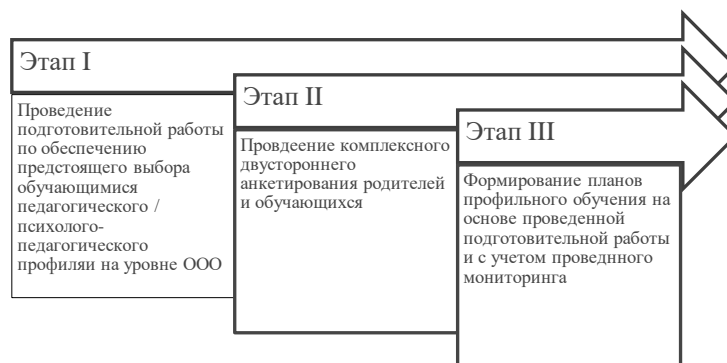 Этап I
Проведение
подготовительной работы
по обеспечению
предстоящего выбора
обучающимися
педагогического /
психолого-
педагогического
профиляи на уровне ООО
Этап II
Провдеение комплексного
двустороннего
анкетирования родителей
и обучающихся
Этап III
Формирование планов
профильного обучения на
основе проведенной
подготовительной работы
и с учетом проведнного
мониторинга